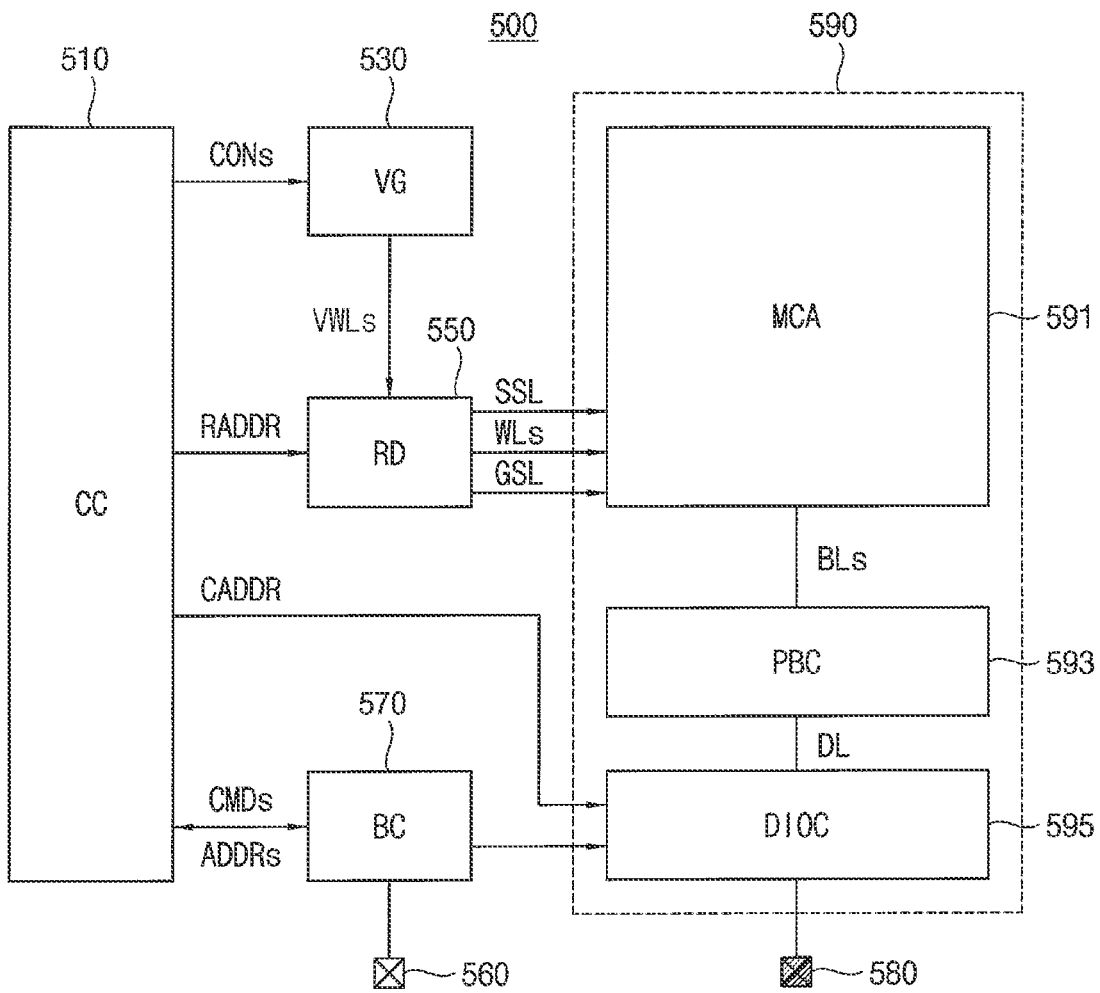 500
510
530
590
CONs
VG
VWLs
550
MCA
591
SSL
RADDR
RD
WLs
GSL
CC
BLs
CADDR
PBC
593
570
DL
CMDs
BC
DIOC
595
ADDRs
560
580